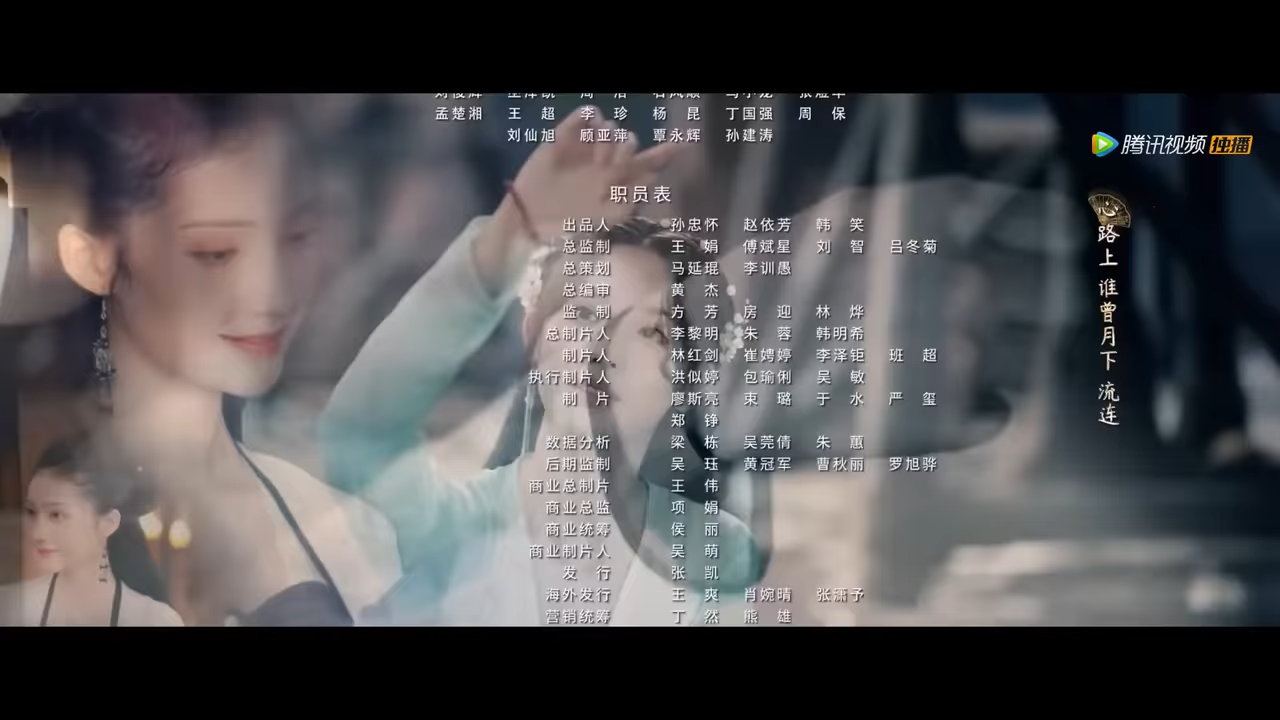 孟楚湘 王超 李珍 杨昆 丁国强 周保
刘仙旭 顾亚萍 覃永辉 孙建涛
腾讯视频 独播
职员表
出品人 孙忠怀 赵依芳 韩笑
总监制 王娟 傅斌星 刘智 吕冬菊
总策划 马延琨 李训愚
总编审 黄杰
监制 方芳 房迎 林烨
总制片人 李黎明 朱蓉 韩明希
制片人 林红剑 崔娉婷 李泽钜 班超
执行制片人 洪似婷 包瑜俐 吴敏
制片 廖斯亮 束璐 于水 严玺
郑铮
数据分析 梁栋 吴莞倩 朱蕙
后期监制 吴珏 黄冠军 曹秋丽 罗旭骅
商业总制片 王伟
商业总监 项娟
商业统筹 侯丽
商业制片人 吴萌
发行 张凯
海外发行 王爽 肖婉晴 张潇予
营销统筹 丁然 熊雄
心路上 谁曾月下 流连